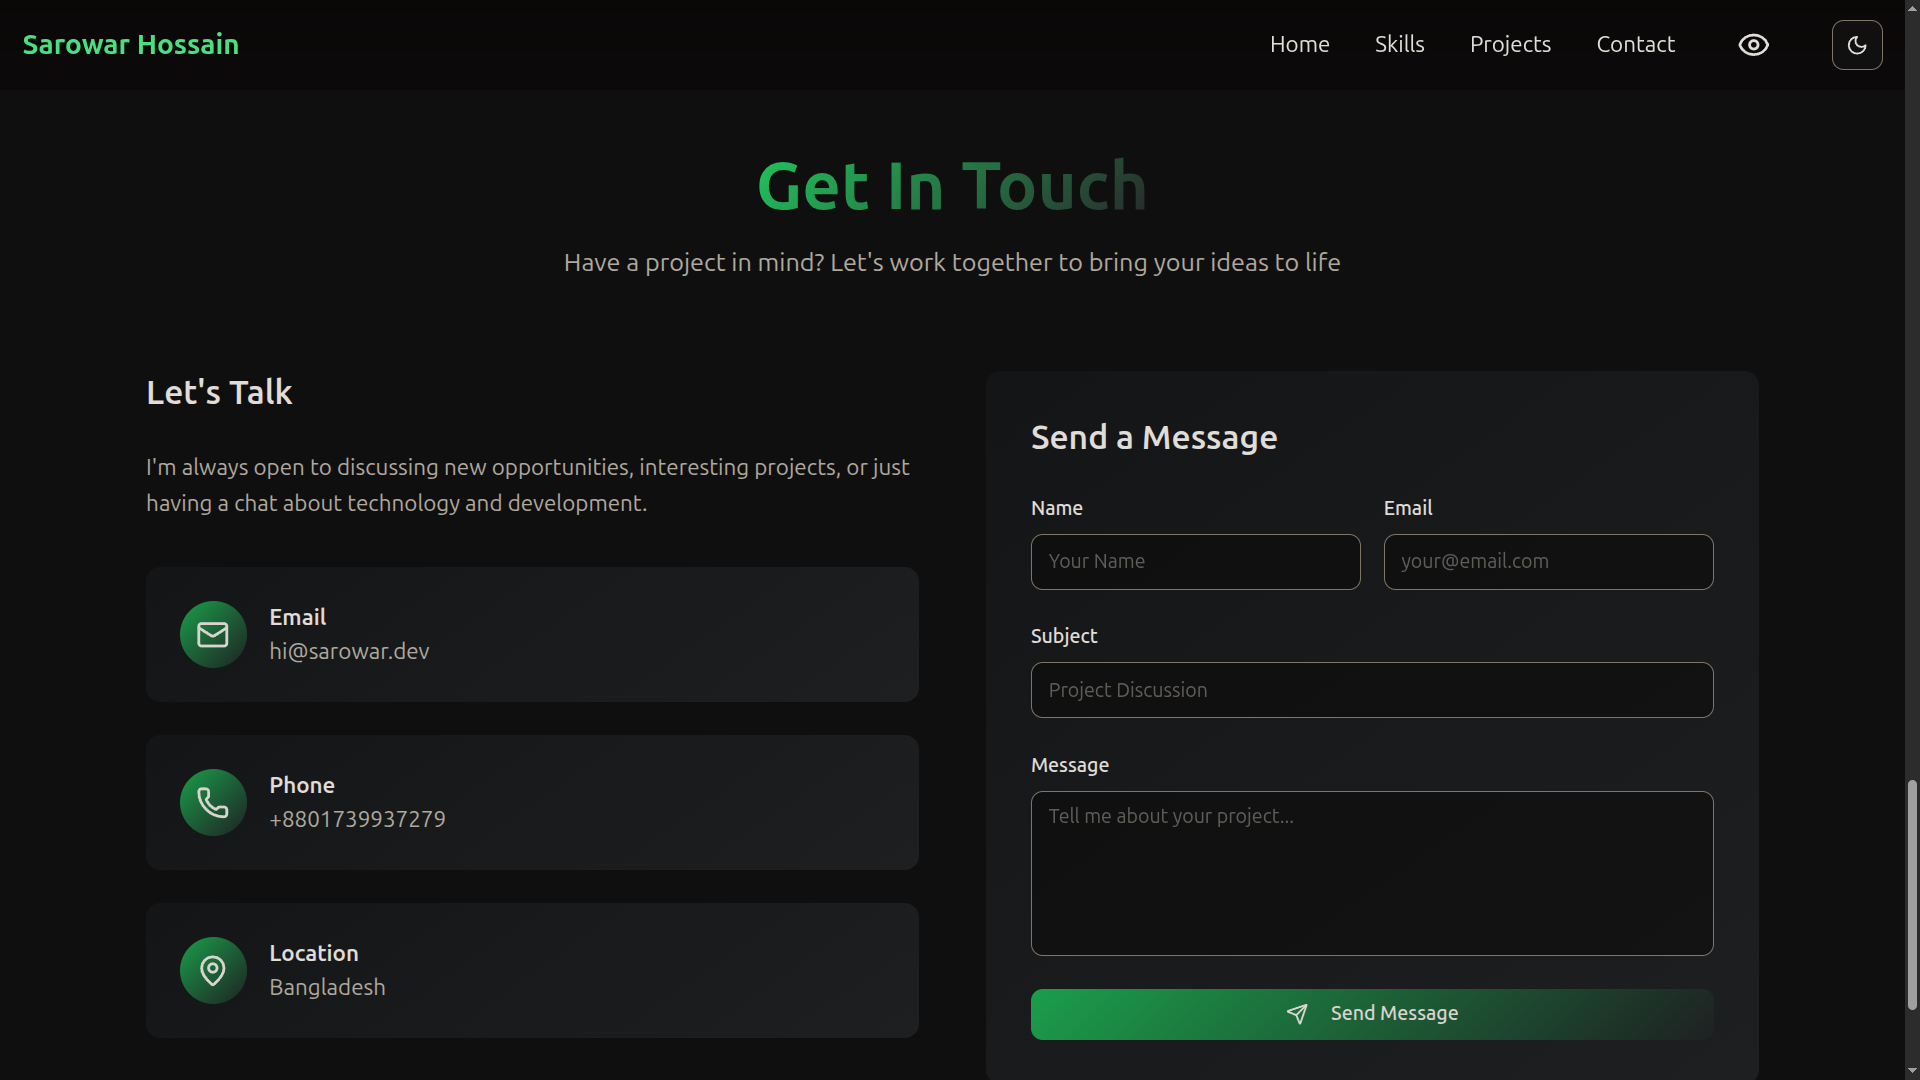 Sarowar Hossain
Home
Skills
Projects
Contact
Get In Touch
Have a project in mind? Let's work together to bring your ideas to life
Let's Talk
I'm always open to discussing new opportunities, interesting projects, or just
having a chat about technology and development.
Email
hi@sarowar.dev
Phone
+8801739937279
Location
Bangladesh
Send a Message
Name
Your Name
Email
your@email.com
Subject
Project Discussion
Message
Tell me about your project...
Send Message